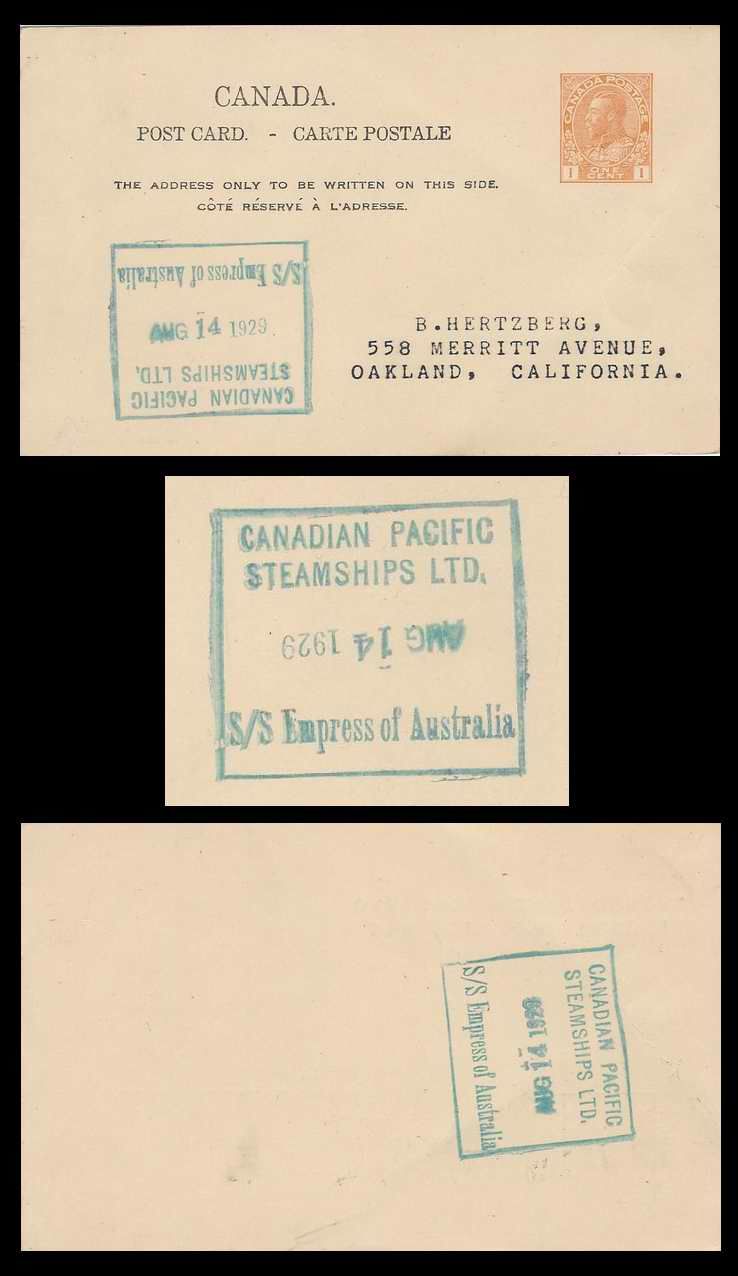 CANADA.
POST CARD. - CARTE POSTALE
THE ADDRESS ONLY TO BE WRITTEN ON THIS SIDE.
CÔTÉ RÉSERVÉ À L'ADRESSE.
CANADA POSTAGE
1 ONE CENT 1
S/S Empress of Australia
AUG 14 1929
CANADIAN PACIFIC
STEAMSHIPS LTD.
B.HERTZBERG,
558 MERRITT AVENUE,
OAKLAND, CALIFORNIA.
CANADIAN PACIFIC
STEAMSHIPS LTD.
AUG 14 1929
S/S Empress of Australia
CANADIAN PACIFIC
STEAMSHIPS LTD.
AUG 14 1929
S/S Empress of Australia